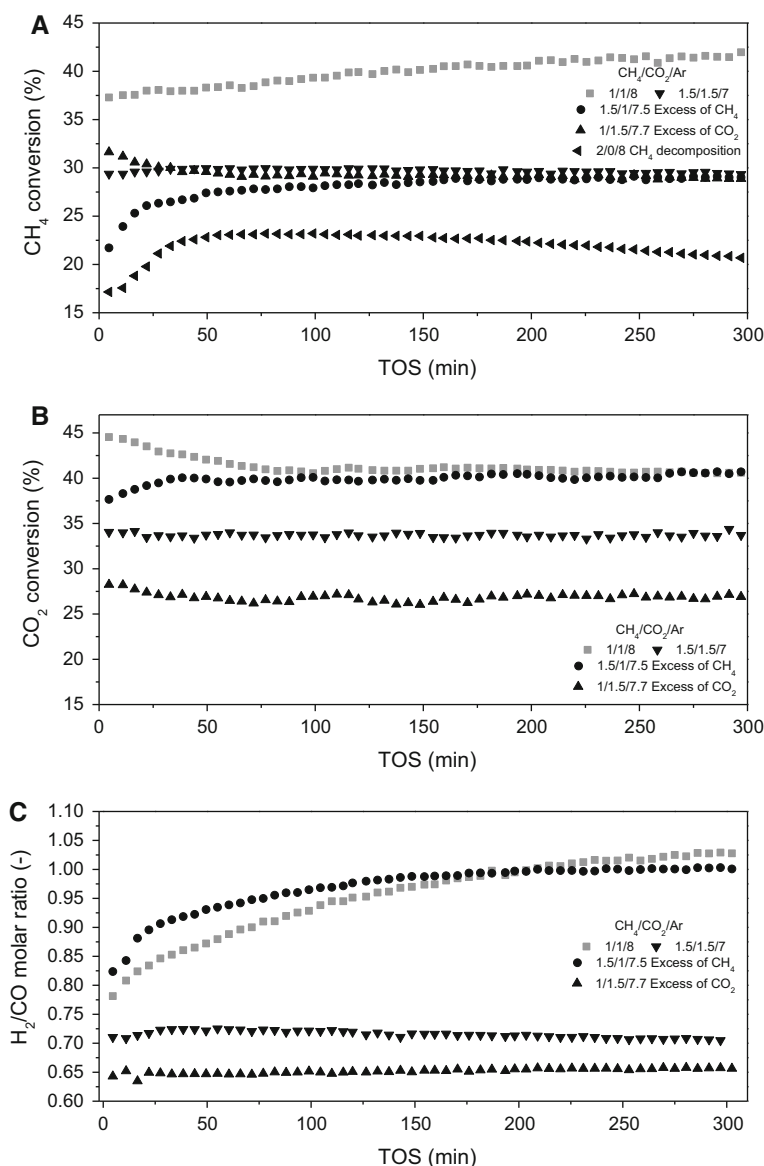 A
45
40
35
30
25
20
15
CH₄ conversion (%)
CH₄/CO₂/Ar
1/1/8 1.5/1.5/7
1.5/1/7.5 Excess of CH₄
1/1.5/7.7 Excess of CO₂
2/0/8 CH₄ decomposition
0 50 100 150 200 250 300
TOS (min)
B
45
40
35
30
25
20
15
CO₂ conversion (%)
CH₄/CO₂/Ar
1/1/8 1.5/1.5/7
1.5/1/7.5 Excess of CH₄
1/1.5/7.7 Excess of CO₂
0 50 100 150 200 250 300
TOS (min)
C
1.10
1.05
1.00
0.95
0.90
0.85
0.80
0.75
0.70
0.65
0.60
H₂/CO molar ratio (-)
CH₄/CO₂/Ar
1/1/8 1.5/1.5/7
1.5/1/7.5 Excess of CH₄
1/1.5/7.7 Excess of CO₂
0 50 100 150 200 250 300
TOS (min)